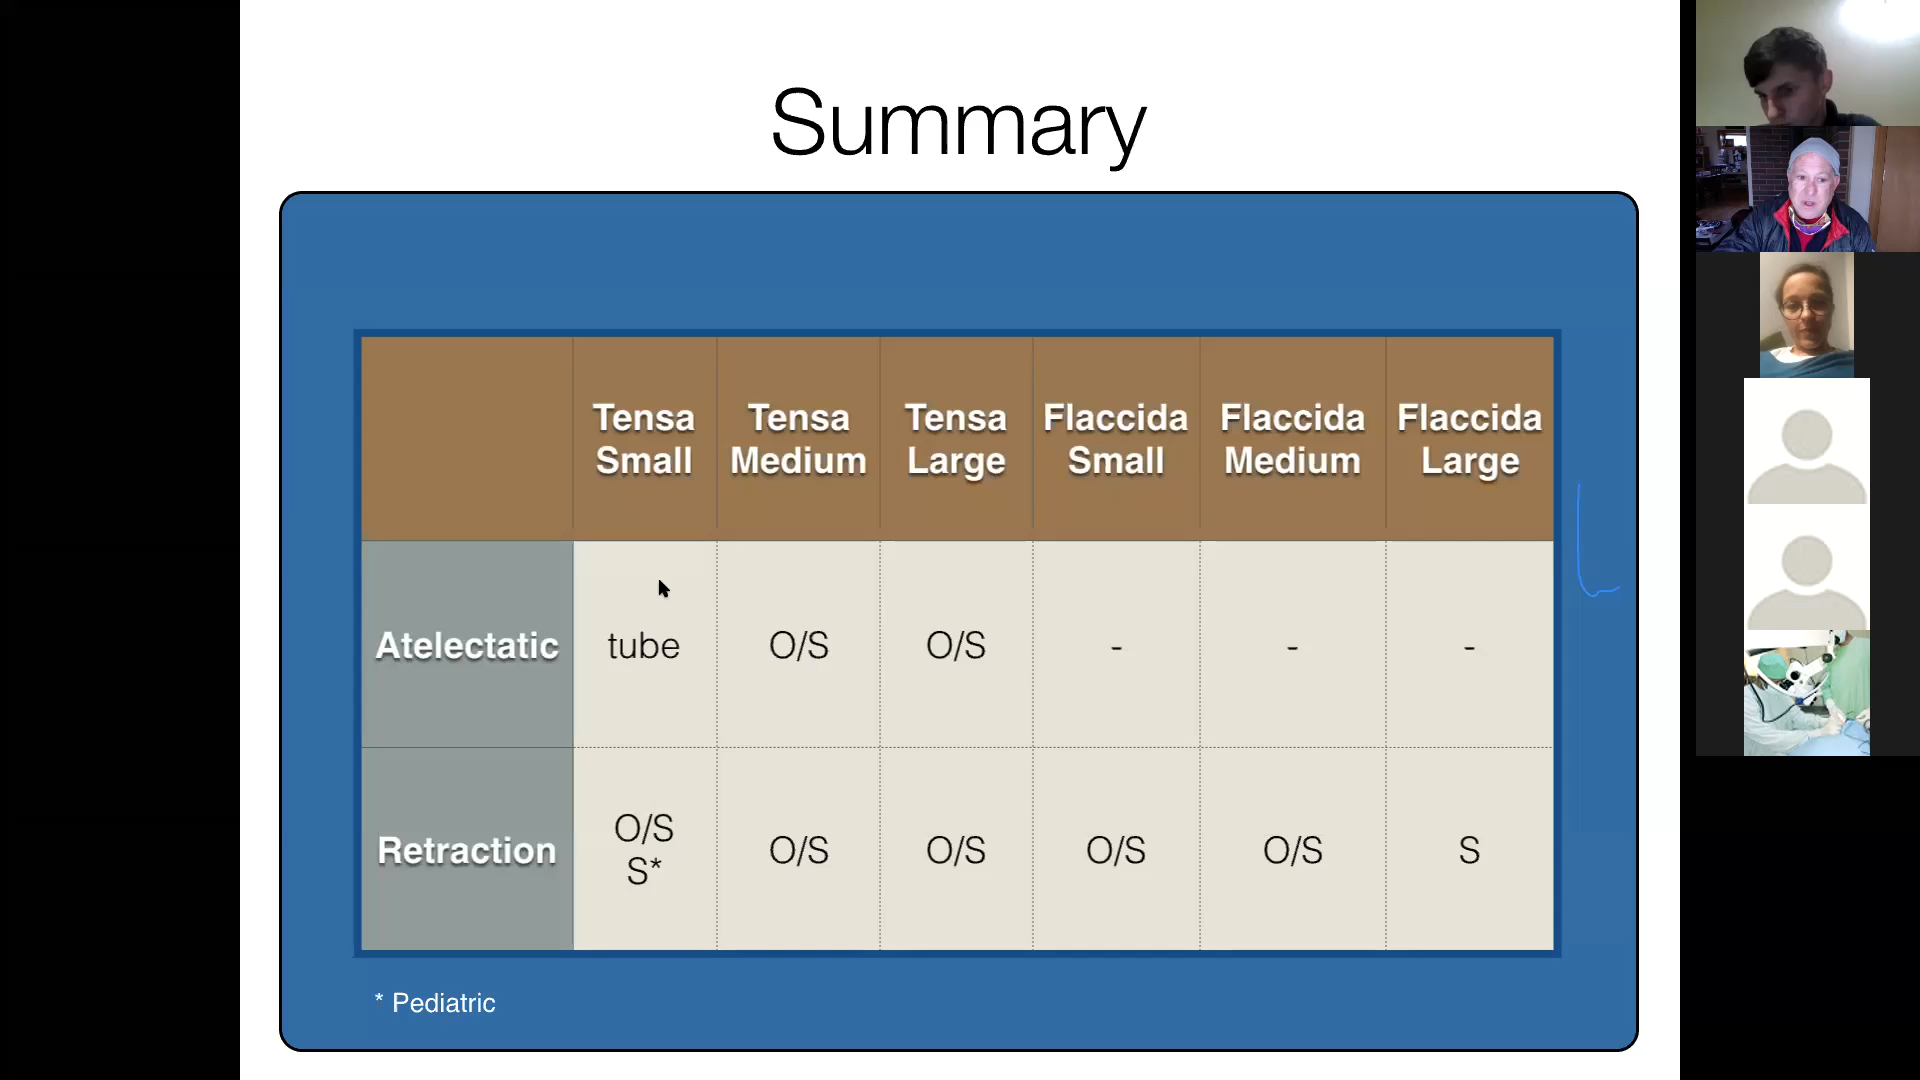 Summary
Tensa Small Tensa Medium Tensa Large Flaccida Small Flaccida Medium Flaccida Large
Atelectatic tube O/S O/S - - -
Retraction O/S S* O/S O/S O/S O/S S
* Pediatric